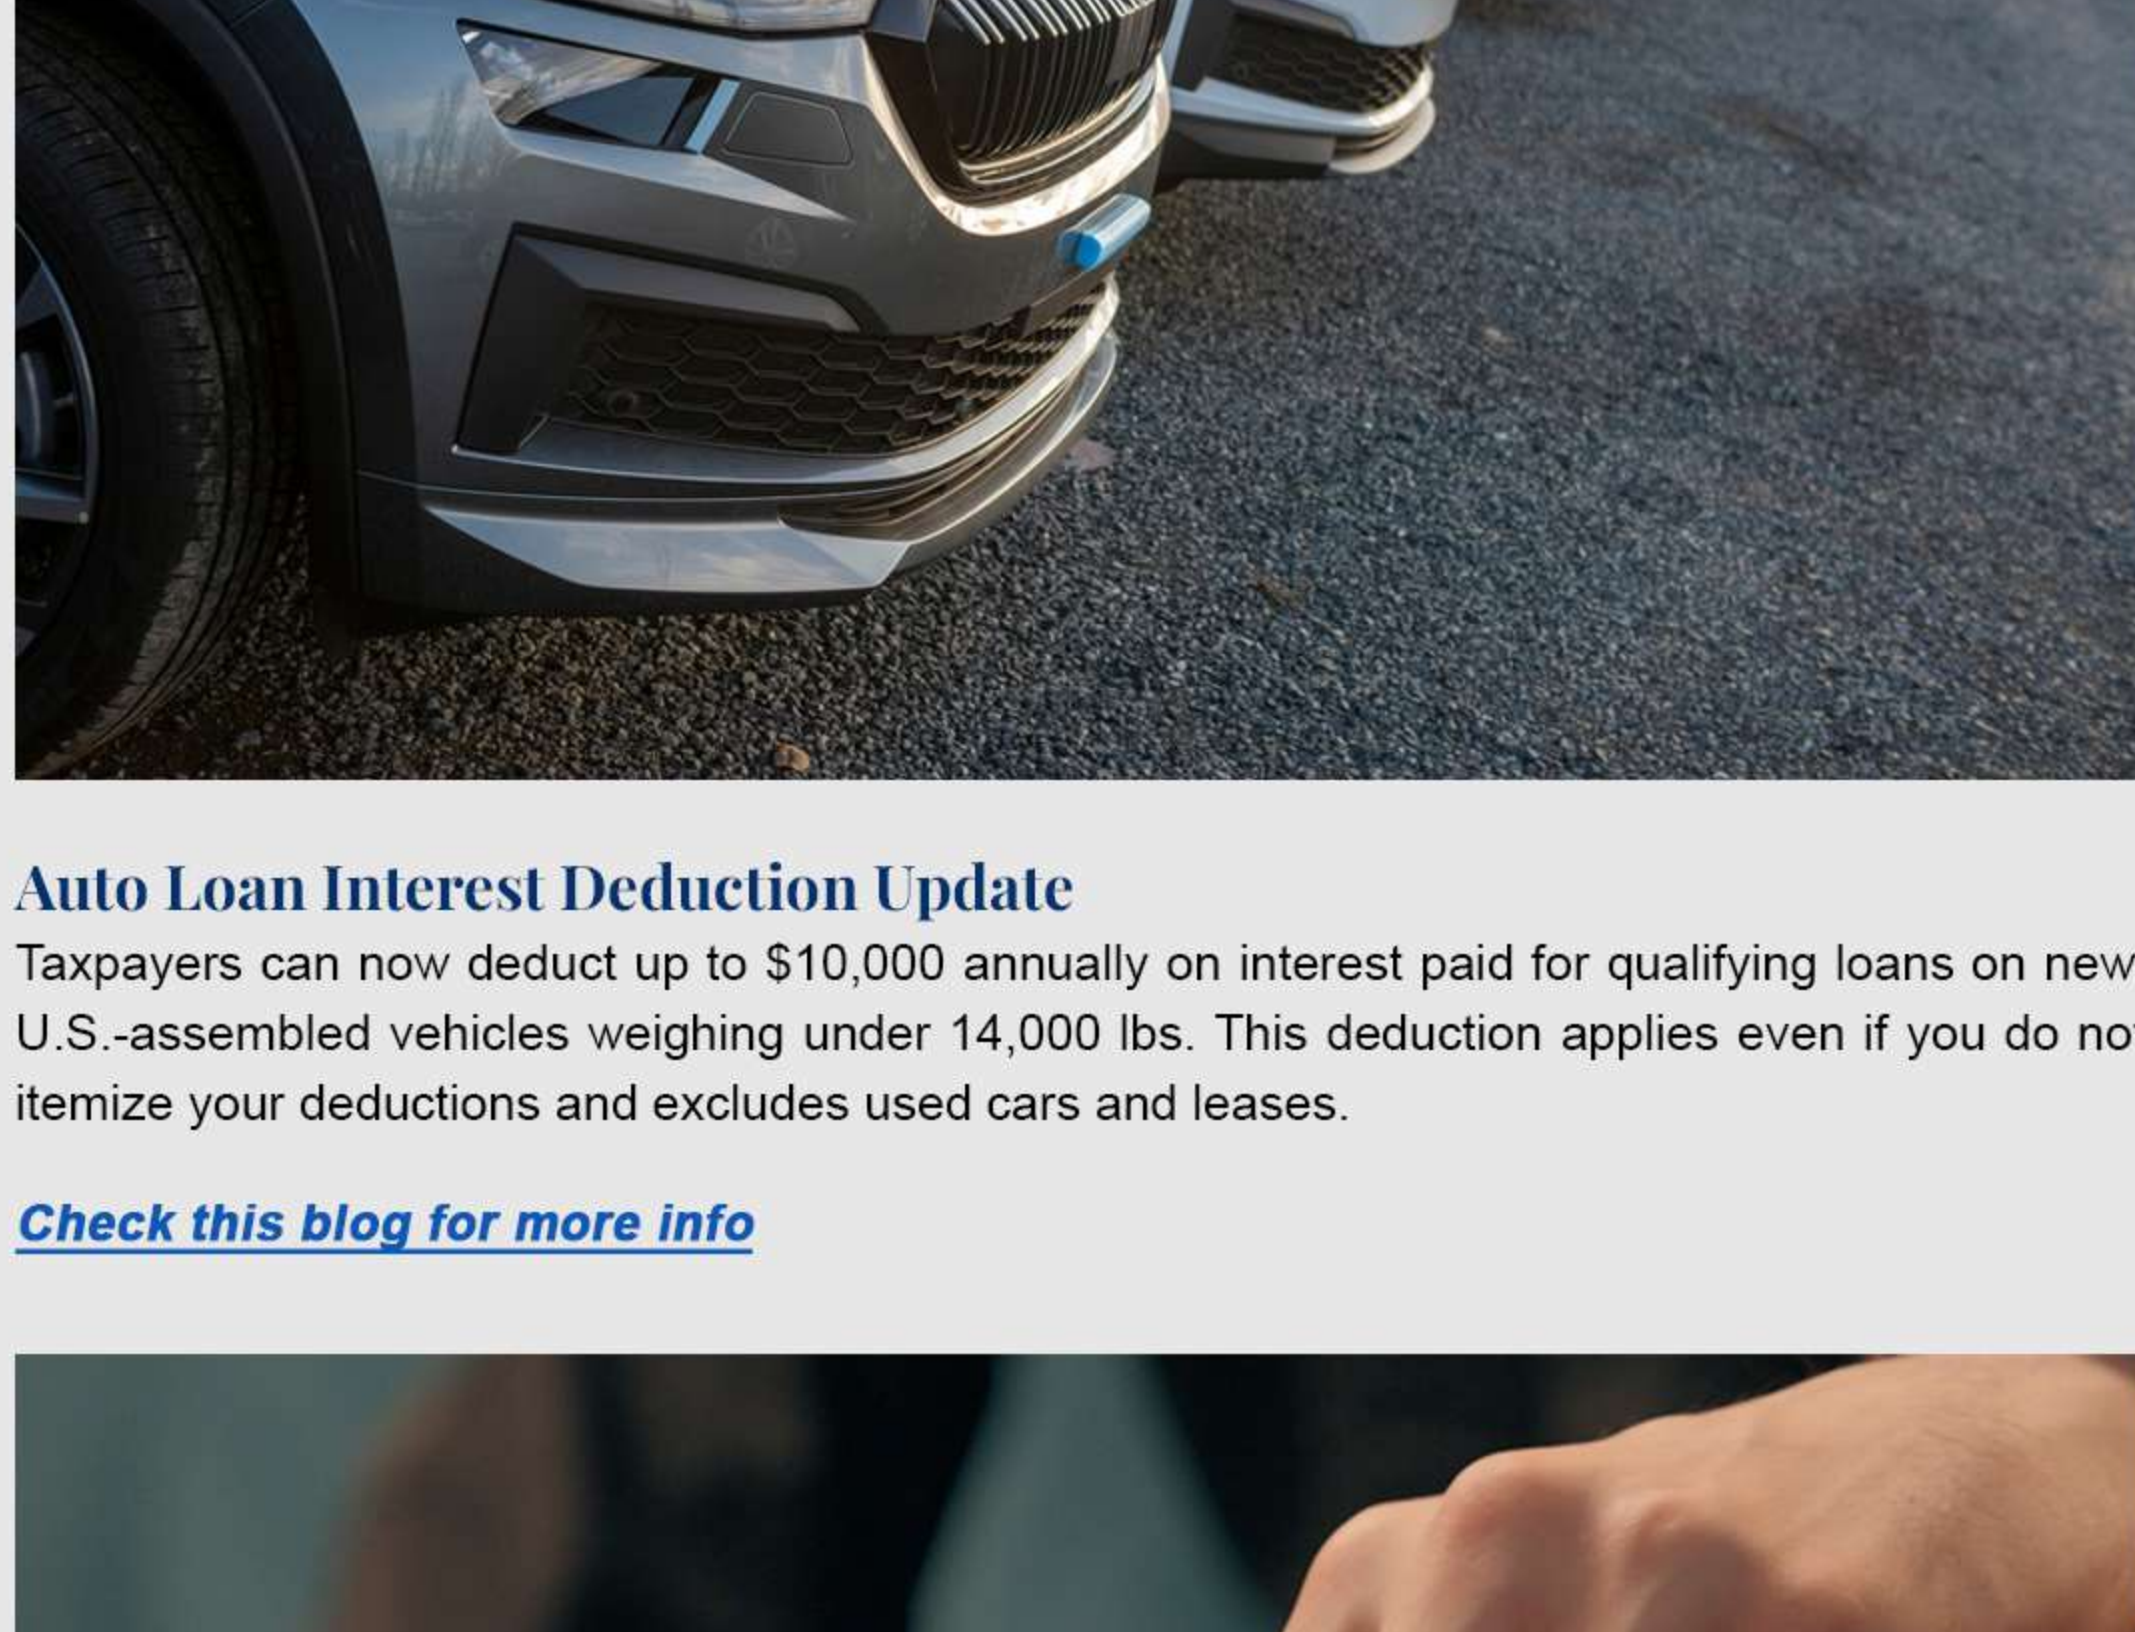 Auto Loan Interest Deduction Update
Taxpayers can now deduct up to $10,000 annually on interest paid for qualifying loans on new
U.S.-assembled vehicles weighing under 14,000 lbs. This deduction applies even if you do no
itemize your deductions and excludes used cars and leases.
Check this blog for more info